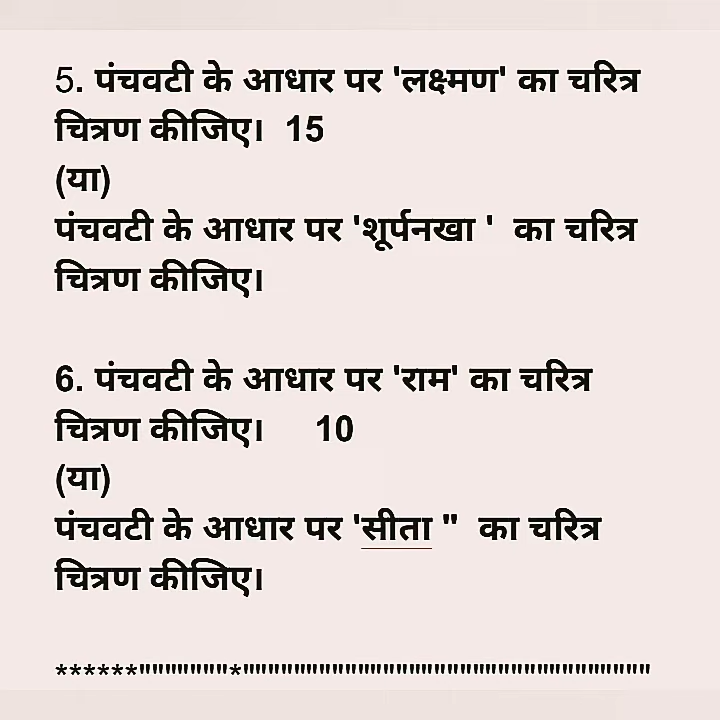 5. पंचवटी के आधार पर 'लक्ष्मण' का चरित्र
चित्रण कीजिए।  15
(या)
पंचवटी के आधार पर 'शूर्पनखा '  का चरित्र
चित्रण कीजिए।
6. पंचवटी के आधार पर 'राम' का चरित्र
चित्रण कीजिए।    10
(या)
पंचवटी के आधार पर 'सीता "  का चरित्र
चित्रण कीजिए।
******"""""""*""""""""""""""""""""""""""""""""